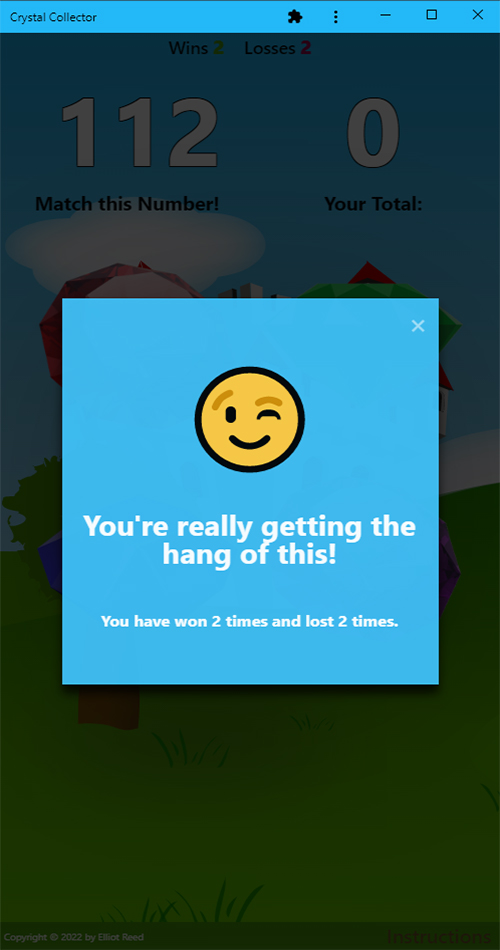 Crystal Collector
Wins 2 Losses 2
112 0
Match this Number! Your Total:
You're really getting the
hang of this!
You have won 2 times and lost 2 times.
Copyright © 2022 by Elliot Reed Instructions